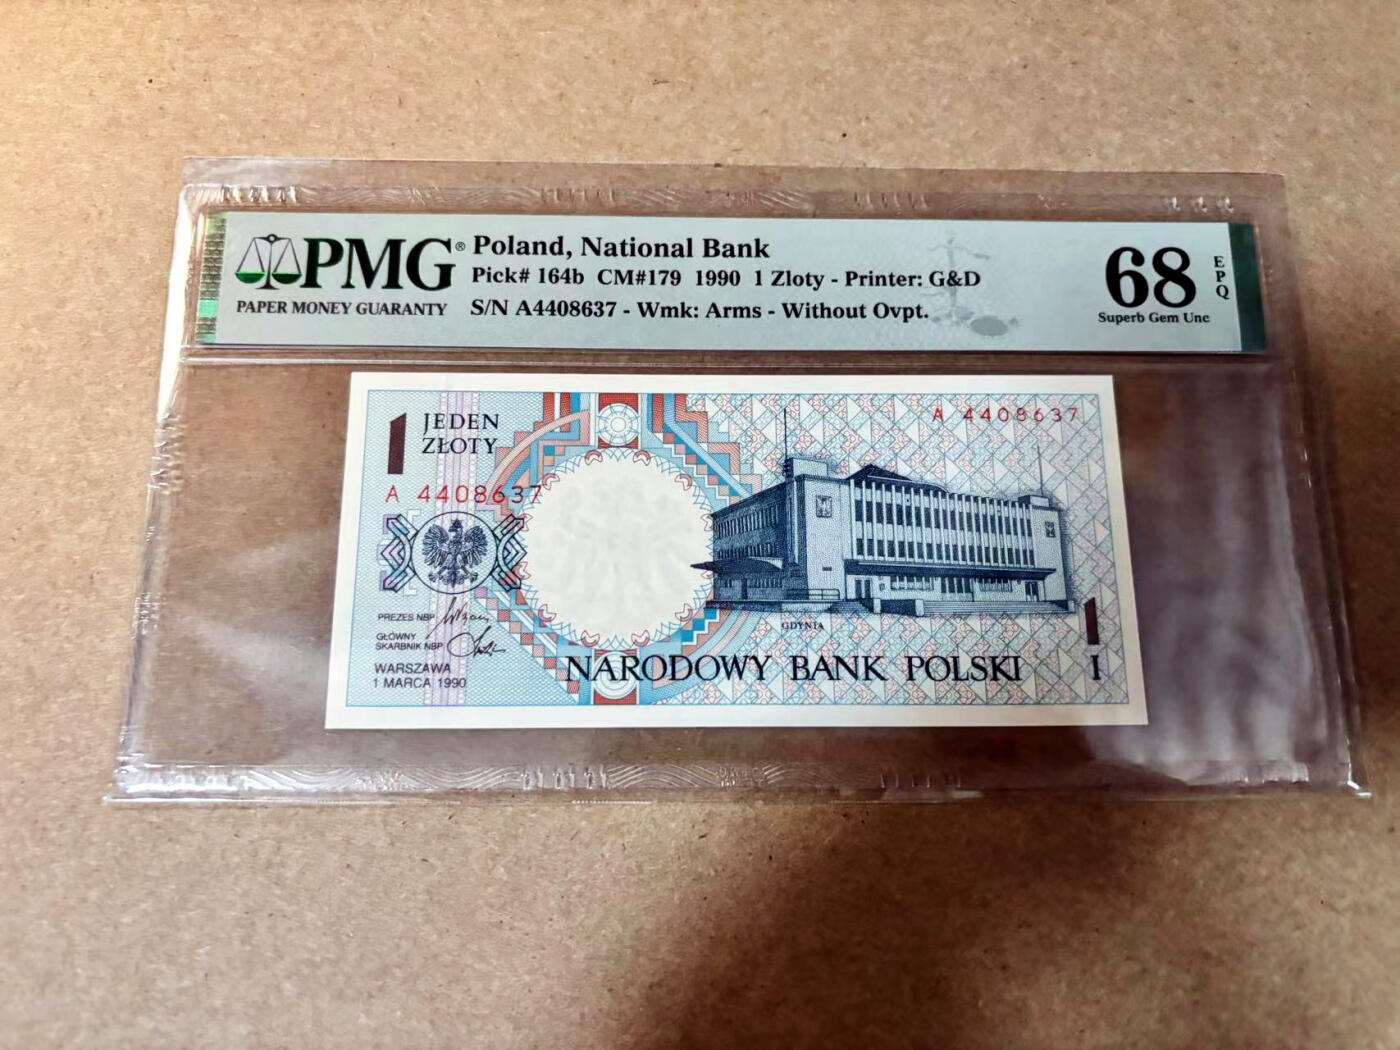 PMG®
PAPER MONEY GUARANTY
Poland, National Bank
Pick# 164b CM#179 1990 1 Zloty - Printer: G&D
S/N A4408637 - Wmk: Arms - Without Ovpt.
68
EPQ
Superb Gem Unc
1 JEDEN
ZŁOTY
A 4408637
A 4408637
PREZES NBP
GŁÓWNY
SKARBNIK NBP
WARSZAWA
1 MARCA 1990
GDYNIA
NARODOWY BANK POLSKI
1